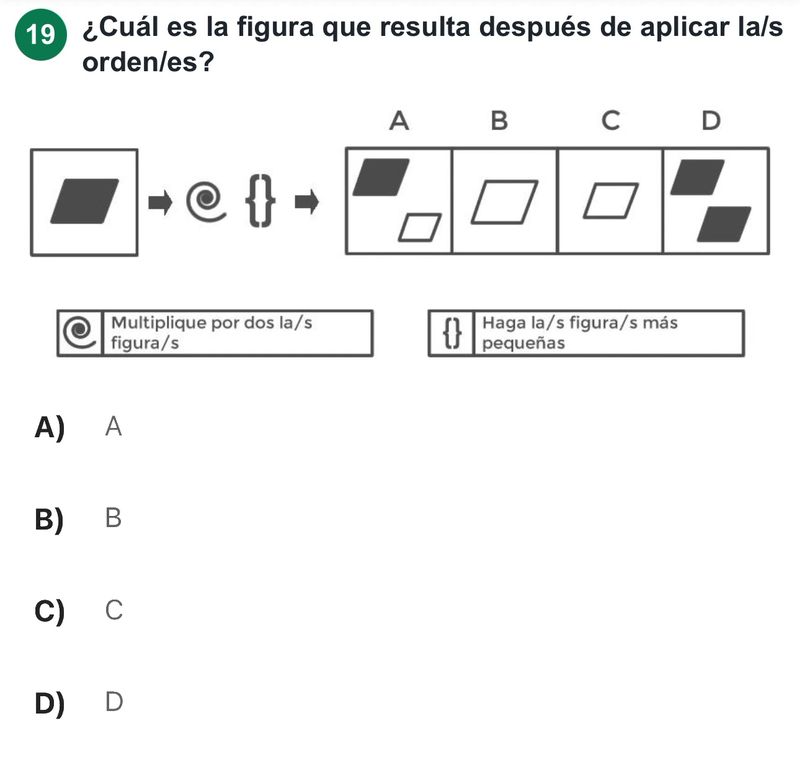 19 ¿Cuál es la figura que resulta después de aplicar la/s
orden/es?
A B C D
{}
Multiplique por dos la/s
figura/s
{} Haga la/s figura/s más
pequeñas
A) A
B) B
C) C
D) D